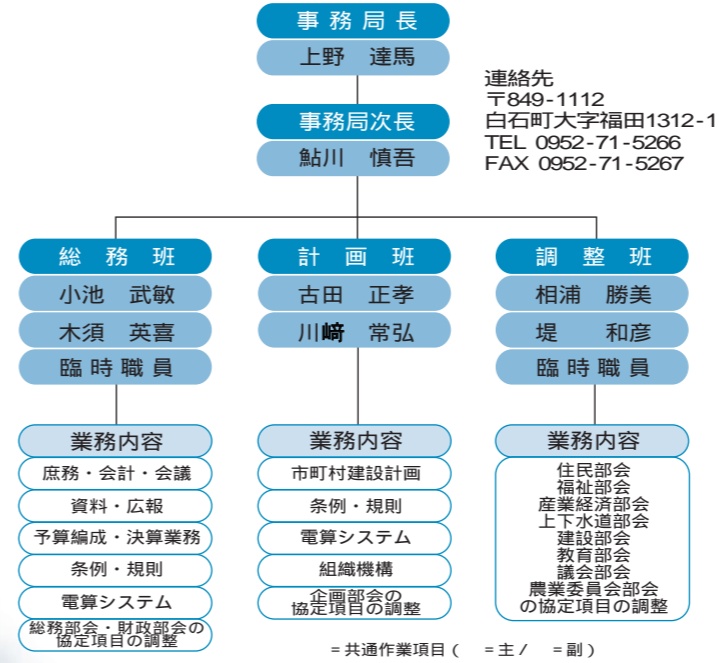 事務局長
上野　達馬
連絡先
〒849-1112
白石町大字福田1312-1
TEL 0952-71-5266
FAX 0952-71-5267
事務局次長
鮎川　慎吾
総務班
小池　武敏
木須　英喜
臨時職員
業務内容
庶務・会計・会議
資料・広報
予算編成・決算業務
条例・規則
電算システム
総務部会・財政部会の
協定項目の調整
計画班
古田　正孝
川﨑　常弘
業務内容
市町村建設計画
条例・規則
電算システム
組織機構
企画部会の
協定項目の調整
調整班
相浦　勝美
堤　和彦
臨時職員
業務内容
住民部会
福祉部会
産業経済部会
上下水道部会
建設部会
教育部会
議会部会
農業委員会部会
の協定項目の調整
=共通作業項目（　=主/　=副）